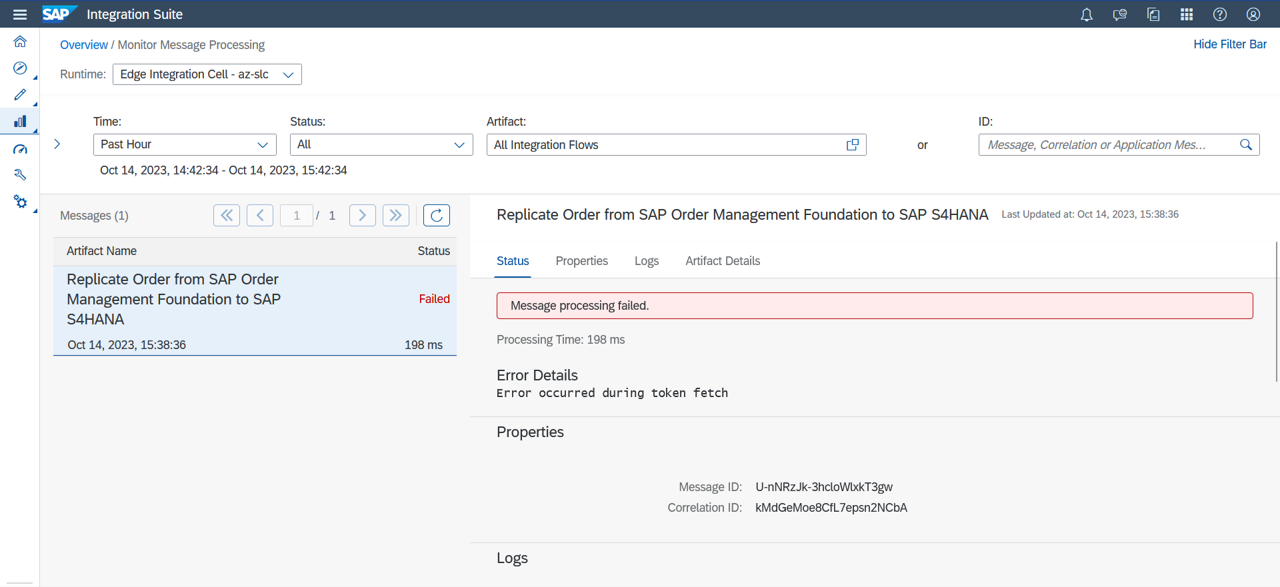 SAP Integration Suite
Overview / Monitor Message Processing
Hide Filter Bar
Runtime: Edge Integration Cell - az-slc
Time: Status: Artifact: ID:
Past Hour All All Integration Flows or Message, Correlation or Application Mes...
Oct 14, 2023, 14:42:34 - Oct 14, 2023, 15:42:34
Messages (1) 1 / 1
Artifact Name Status
Replicate Order from SAP Order
Management Foundation to SAP
S4HANA
Failed
Oct 14, 2023, 15:38:36 198 ms
Replicate Order from SAP Order Management Foundation to SAP S4HANA Last Updated at: Oct 14, 2023, 15:38:36
Status Properties Logs Artifact Details
Message processing failed.
Processing Time: 198 ms
Error Details
Error occurred during token fetch
Properties
Message ID: U-nNRzJk-3hcloWlxkT3gw
Correlation ID: kMdGeMoe8CfL7epsn2NCbA
Logs